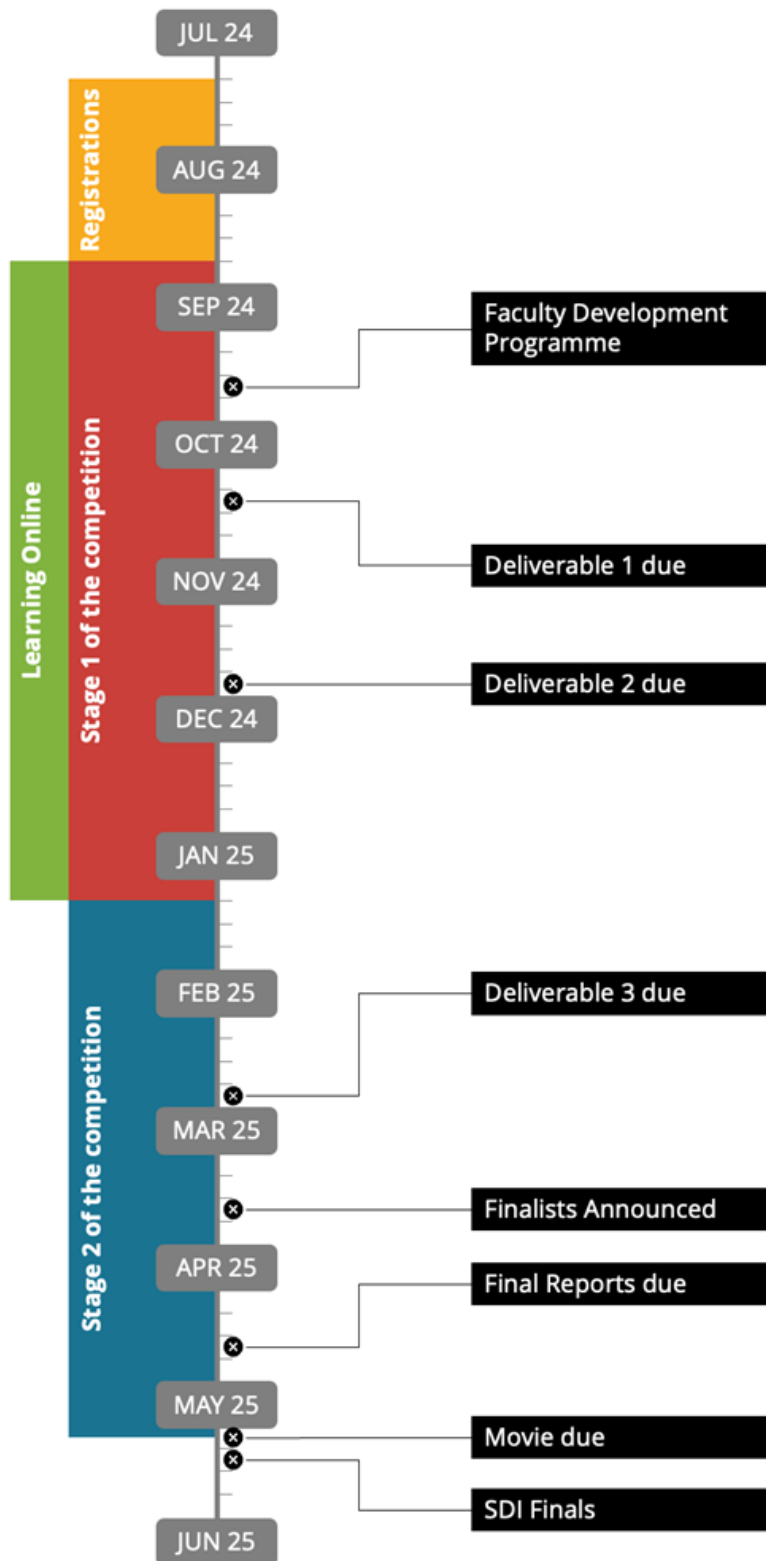 JUL 24
Registrations
AUG 24
SEP 24
Faculty Development
Programme
OCT 24
Learning Online
Stage 1 of the competition
Deliverable 1 due
NOV 24
Deliverable 2 due
DEC 24
JAN 25
FEB 25
Deliverable 3 due
Stage 2 of the competition
MAR 25
Finalists Announced
APR 25
Final Reports due
MAY 25
Movie due
SDI Finals
JUN 25